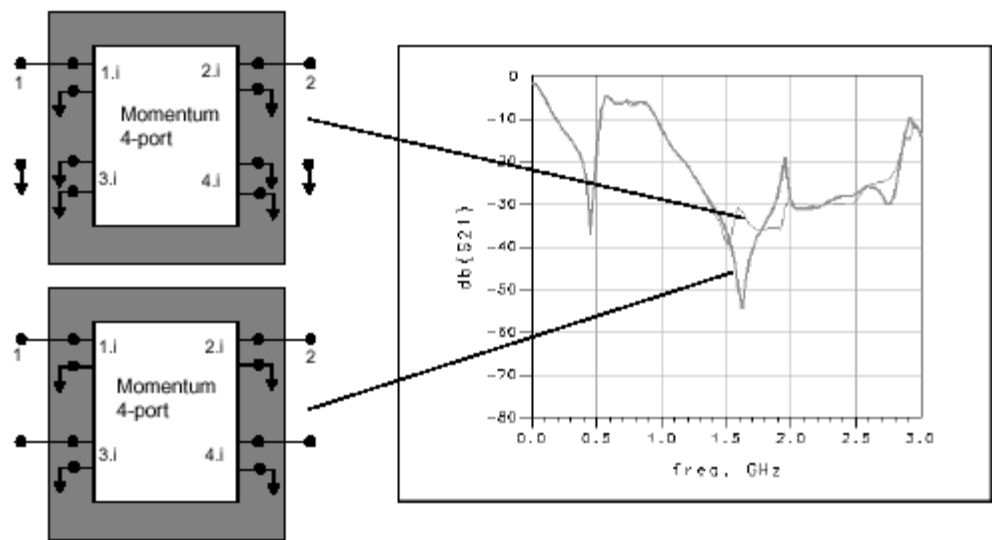 1
1.i
2.i
2
Momentum
4-port
3.i
4.i
1
1.i
2.i
2
Momentum
4-port
3.i
4.i
db(S21)
0
-10
-20
-30
-40
-50
-60
-70
-80
0.0 0.5 1.0 1.5 2.0 2.5 3.0
freq, GHz